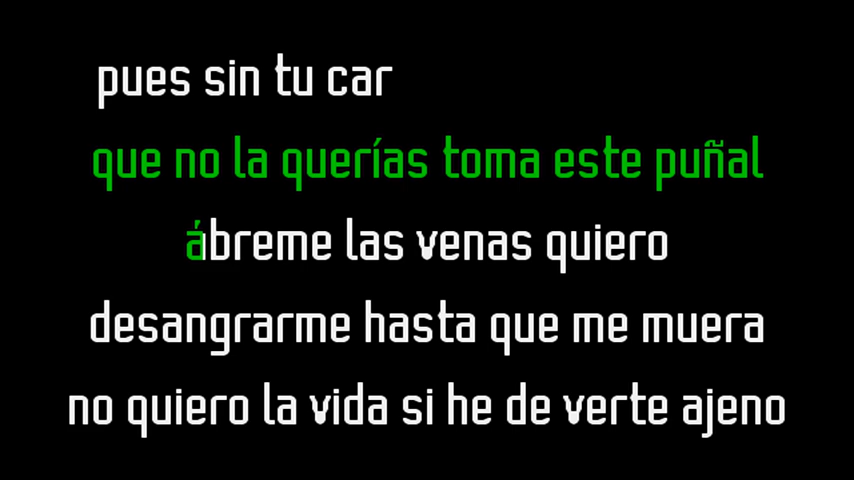 pues sin tu car
que no la querías toma este puñal
ábreme las venas quiero
desangrarme hasta que me muera
no quiero la vida si he de verte ajeno